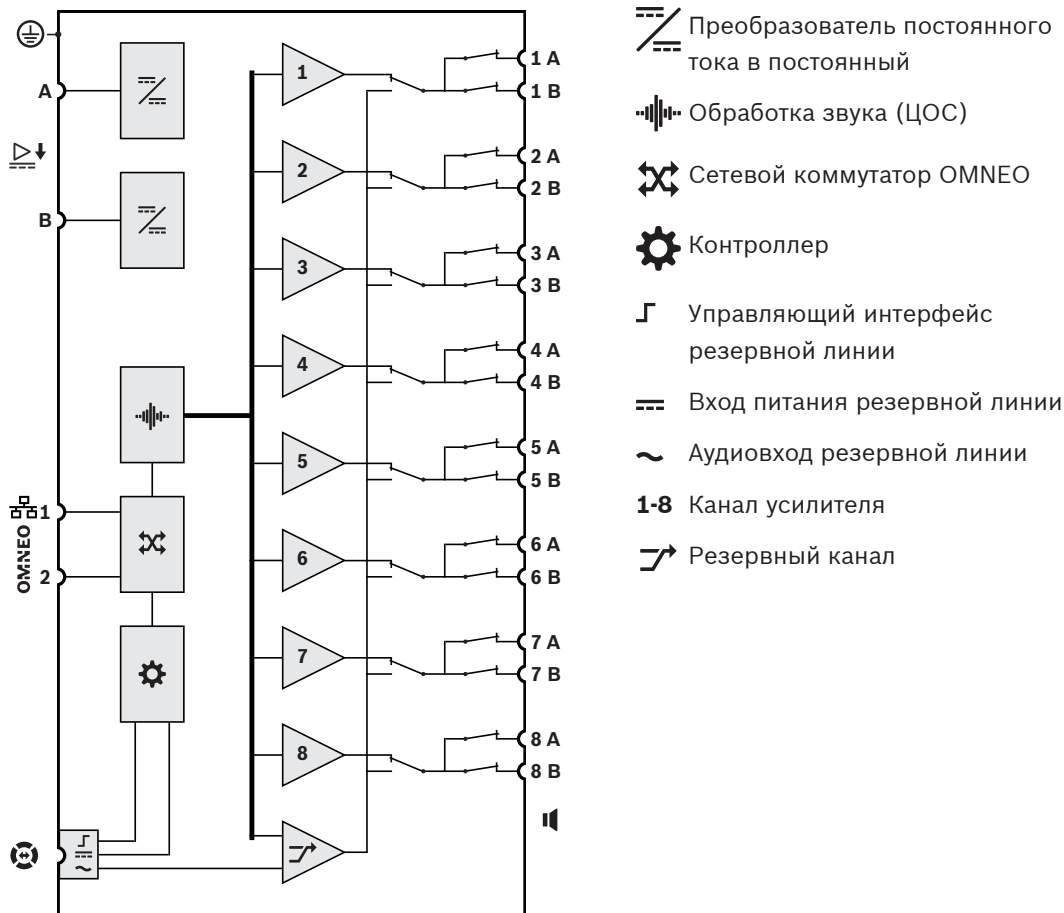 A
B
1
OMNEO
2
1
2
3
4
5
6
7
8
1 A
1 B
2 A
2 B
3 A
3 B
4 A
4 B
5 A
5 B
6 A
6 B
7 A
7 B
8 A
8 B
Преобразователь постоянного
тока в постоянный
Обработка звука (ЦОС)
Сетевой коммутатор OMNEO
Контроллер
Управляющий интерфейс
резервной линии
Вход питания резервной линии
Аудиовход резервной линии
1-8 Канал усилителя
Резервный канал